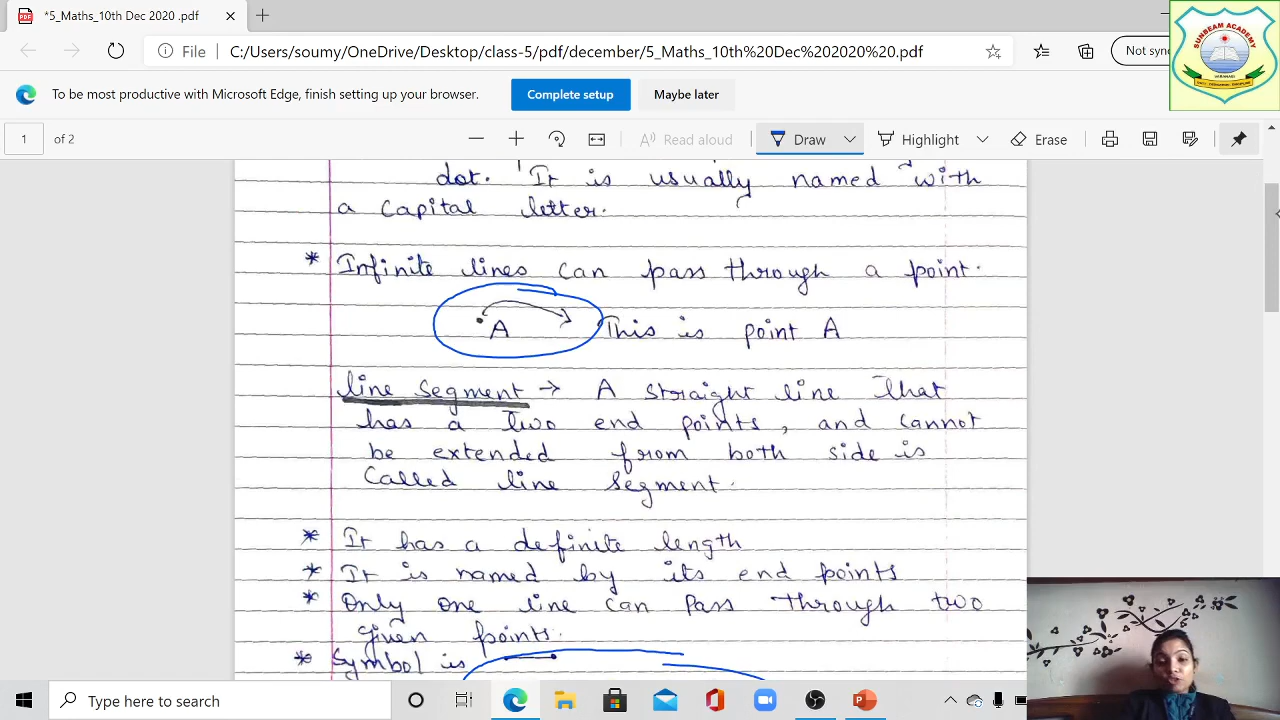 *5_Maths_10th Dec 2020 .pdf
File C:/Users/soumy/OneDrive/Desktop/class-5/pdf/december/5_Maths_10th%20Dec%202020%20.pdf Not sync
SUNBEAM ACADEMY
VARANASI
To be most productive with Microsoft Edge, finish setting up your browser. Complete setup Maybe later
1 of 2 Read aloud Draw Highlight Erase
dot. It is usually named with
a capital letter.
* Infinite lines can pass through a point.
A This is point A
line segment → A straight line that
has a two end points, and cannot
be extended from both side is
called line segment.
* It has a definite length
* It is named by its end points
* Only one line can pass through two
given points.
* Symbol is
Type here to search